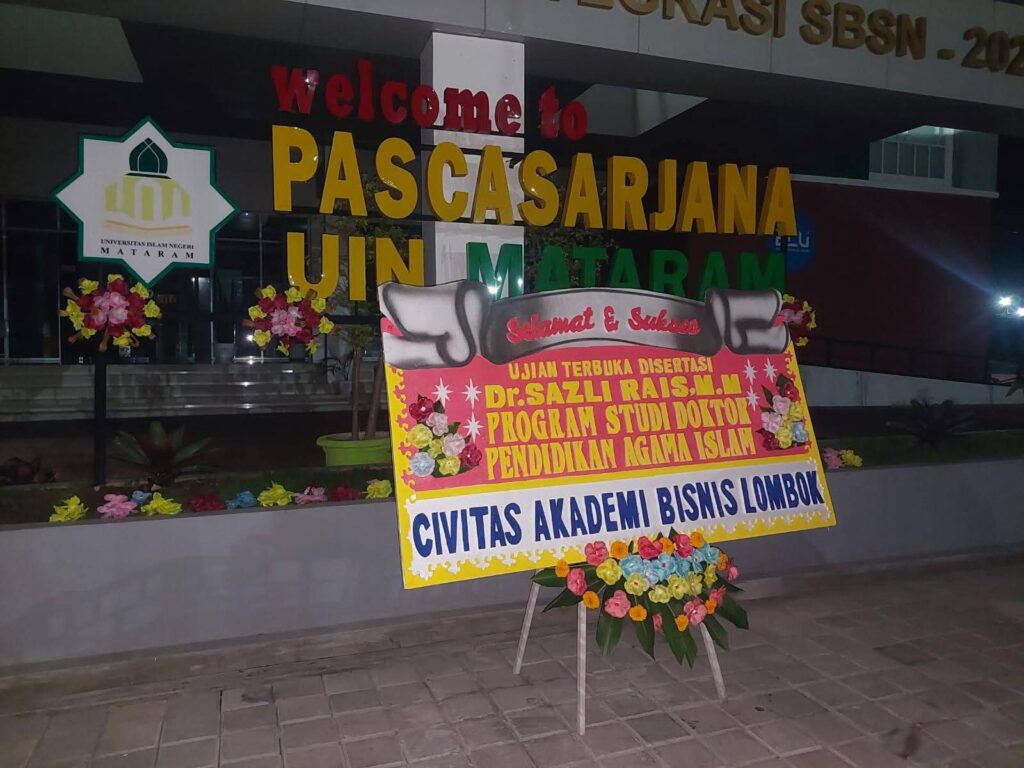 SBSN - 202
welcome to
PASCASARJANA
UIN MATARAM
UIN
UNIVERSITAS ISLAM NEGERI
MATARAM
Selamat & Sukses
UJIAN TERBUKA DISERTASI
Dr.SAZLI RAIS,M.M
PROGRAM STUDI DOKTOR
PENDIDIKAN AGAMA ISLAM
CIVITAS AKADEMI BISNIS LOMBOK